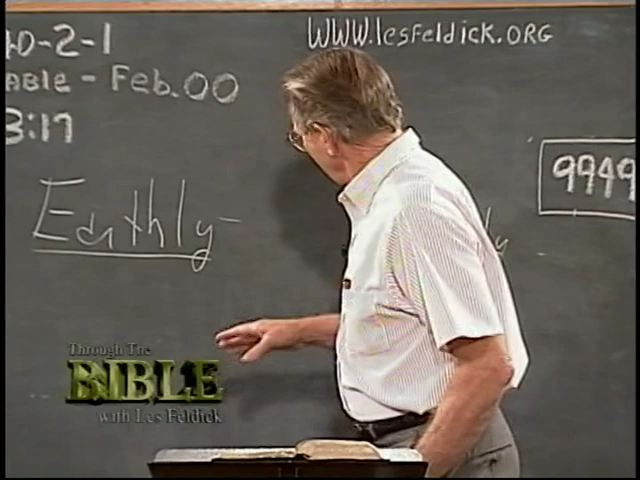 40-2-1
WWW.lesfeldick.ORG
ABLE - Feb.00
3:17
9949
Earthly-
Through The
BIBLE
with Les Feldick